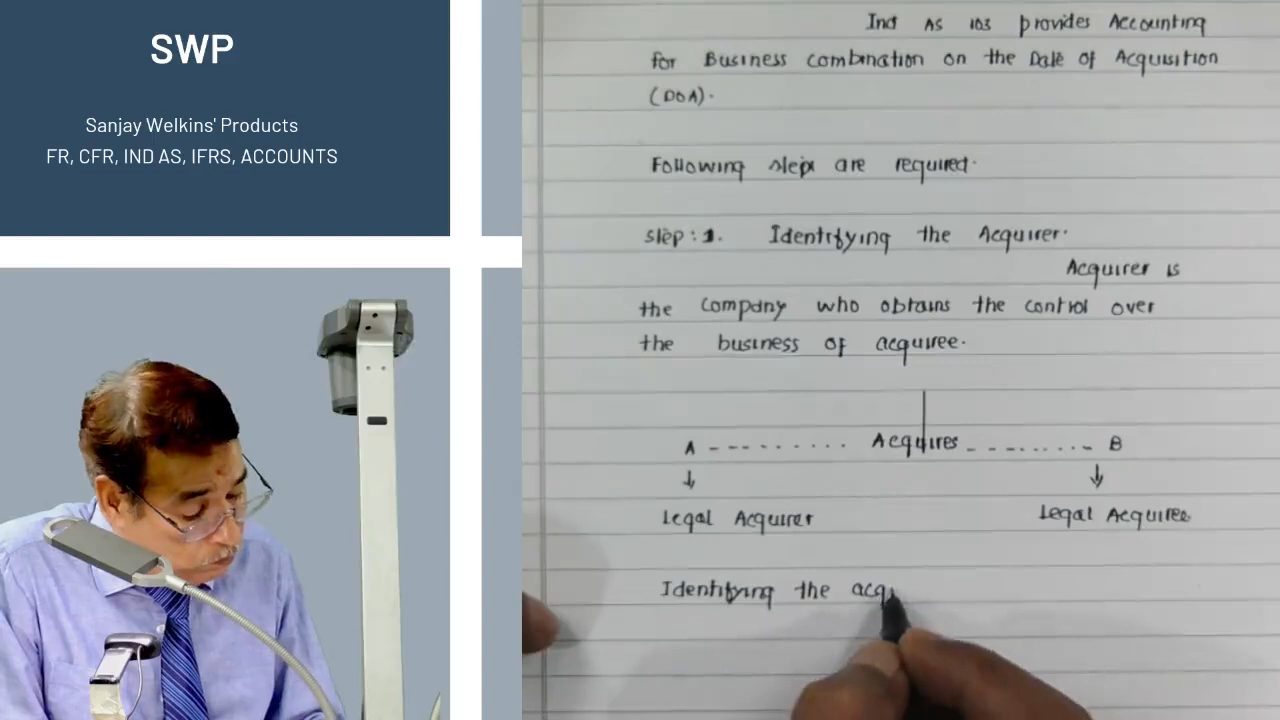 SWP
Sanjay Welkins' Products
FR, CFR, IND AS, IFRS, ACCOUNTS
Ind AS 103 provides Accounting
for Business combination on the Date of Acquisition
(DOA).
Following steps are required.
step: 1. Identifying the Acquirer.
Acquirer is
the company who obtains the control over
the business of acquiree.
A ---------- Acquires ---------- B
↓ ↓
Legal Acquirer Legal Acquiree
Identifying the acqu